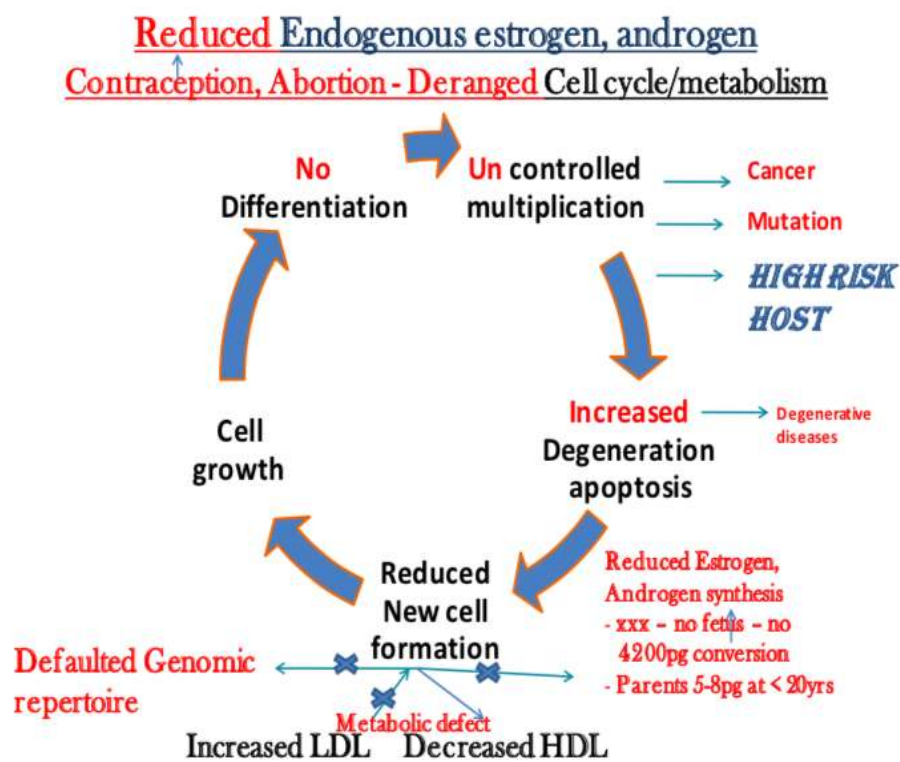 Reduced Endogenous estrogen, androgen
Contraception, Abortion - Deranged Cell cycle/metabolism
No
Differentiation
Un controlled
multiplication
Cancer
Mutation
HIGH RISK
HOST
Increased
Degeneration
apoptosis
Degenerative
diseases
Cell
growth
Reduced
New cell
formation
Reduced Estrogen,
Androgen synthesis
- xxx – no fetus – no
4200pg conversion
- Parents 5-8pg at < 20yrs
Defaulted Genomic
repertoire
Metabolic defect
Increased LDL
Decreased HDL